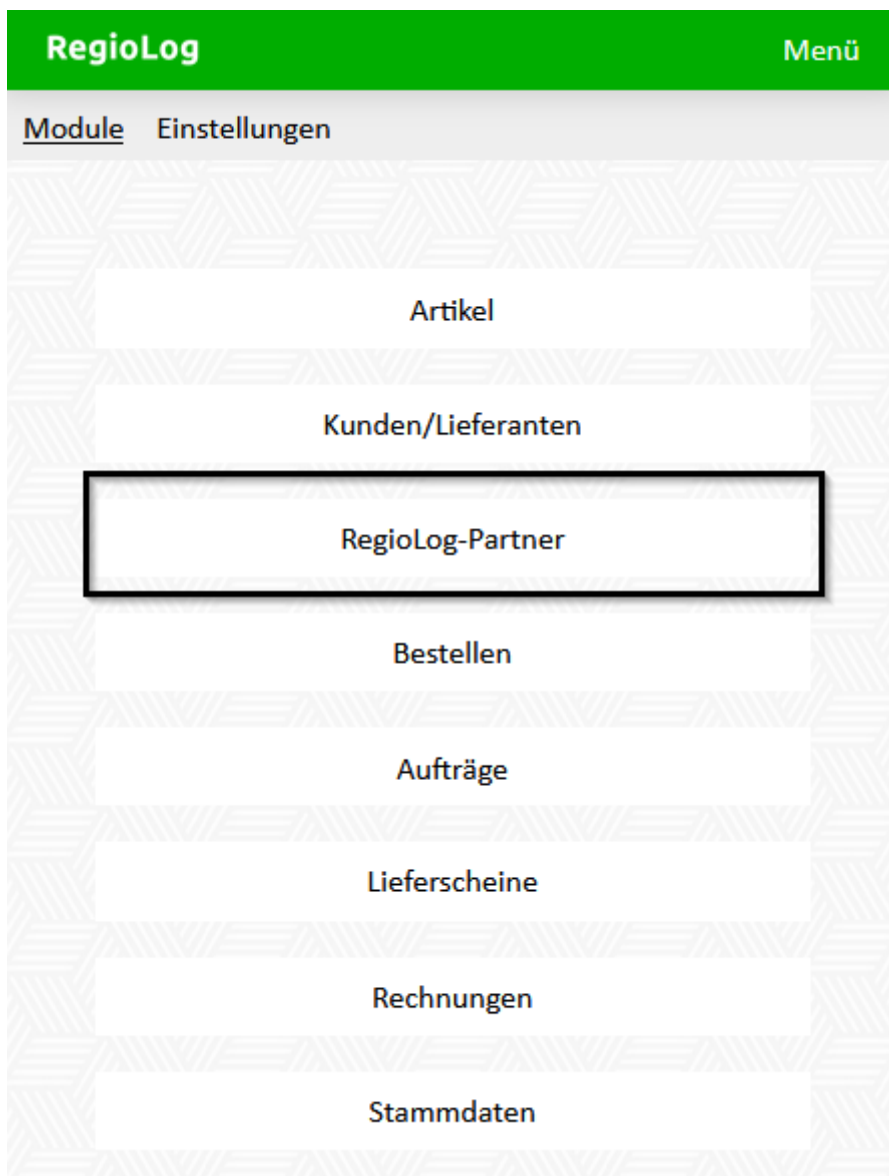 RegioLog Menü
Module Einstellungen
Artikel
Kunden/Lieferanten
RegioLog-Partner
Bestellen
Aufträge
Lieferscheine
Rechnungen
Stammdaten